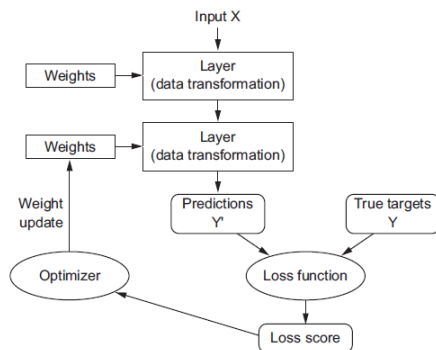 Input X
Layer
(data transformation)
Weights
Layer
(data transformation)
Weights
Weight
update
Predictions
Y'
True targets
Y
Optimizer
Loss function
Loss score